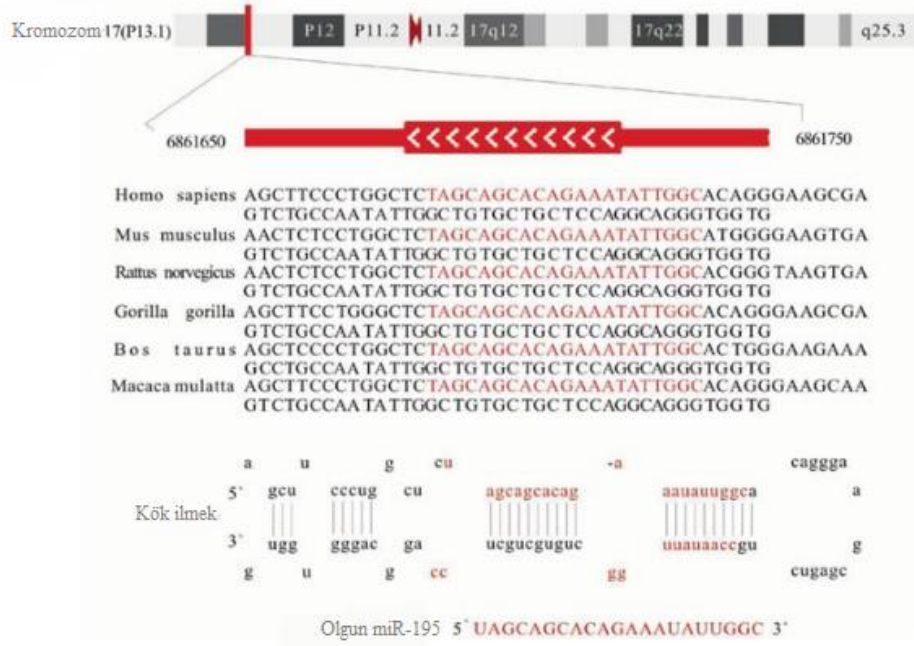 Kromozom 17(P13.1) P12 P11.2 11.2 17q12 17q22 q25.3
6861650 6861750
Homo sapiens AGCTTCCCTGGCTCTAGCAGCACAGAAATATTGGCACAGGGAAGCGA
GTCTGCCAATATTGGCTGTGCTGCTCCAGGCAGGGTGGTG
Mus musculus AACTCTCCTGGCTCTAGCAGCACAGAAATATTGGCATGGGGAAGTGA
GTCTGCCAATATTGGCTGTGCTGCTCCAGGCAGGGTGGTG
Rattus norvegicus AACTCTCCTGGCTCTAGCAGCACAGAAATATTGGCACGGGTAAGTGA
GTCTGCCAATATTGGCTGTGCTGCTCCAGGCAGGGTGGTG
Gorilla gorilla AGCTTCCTGGGCTCTAGCAGCACAGAAATATTGGCACAGGGAAGCGA
GTCTGCCAATATTGGCTGTGCTGCTCCAGGCAGGGTGGTG
Bos taurus AGCTCCCCTGGCTCTAGCAGCACAGAAATATTGGCACTGGGAAGAAA
GCCTGCCAATATTGGCTGTGCTGCTCCAGGCAGGGTGGTG
Macaca mulatta AGCTTCCCTGGCTCTAGCAGCACAGAAATATTGGCACAGGGAAGCAA
GTCTGCCAATATTGGCTGTGCTGCTCCAGGCAGGGTGGTG
a u g cu -a caggga
5` gcu cccug cu agcagcacag aauauuggca a
Kök ilmek
3` ugg gggac ga ucgucguguc uuauaaccgu g
g u g cc gg cugagc
Olgun miR-195 5` UAGCAGCACAGAAAUAUUGGC 3`